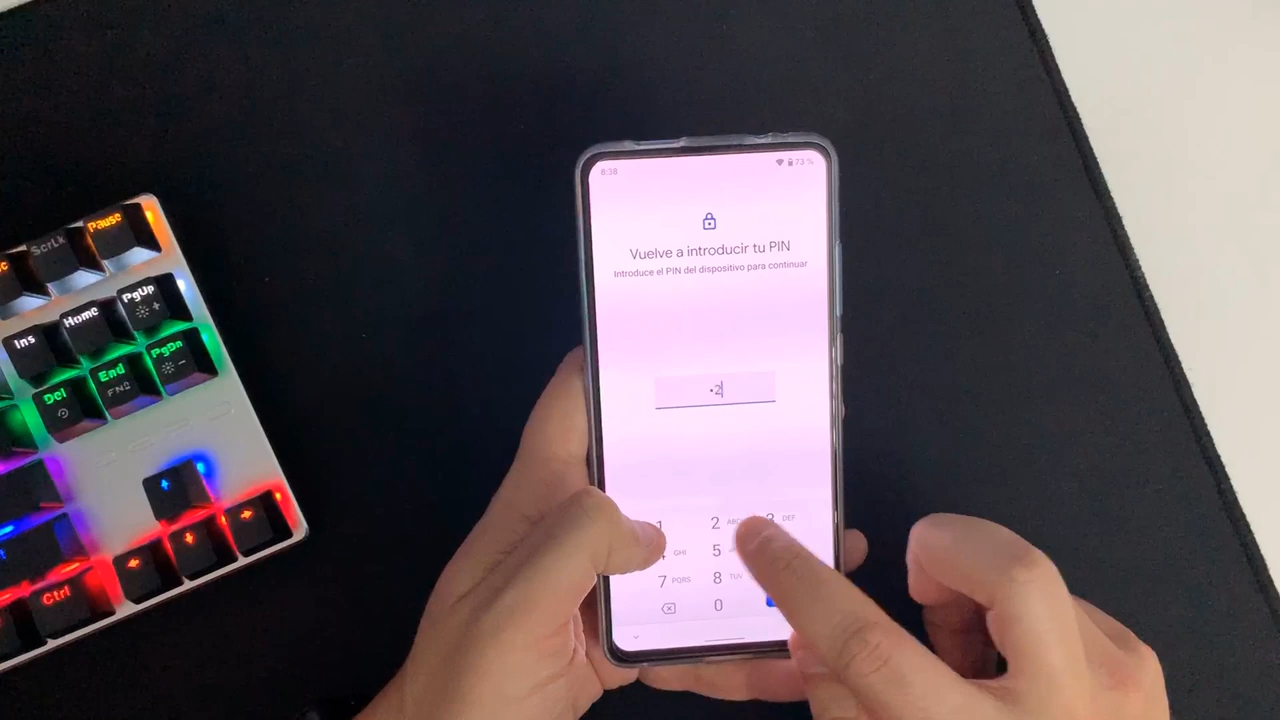 8:38
73 %
Vuelve a introducir tu PIN
Introduce el PIN del dispositivo para continuar
•2
1
2 ABC
3 DEF
GHI
5
7 PQRS
8 TUV
0
Pause
ScrLk
PgUp
Home
Ins
PgDn
End
FN
Del
Ctrl